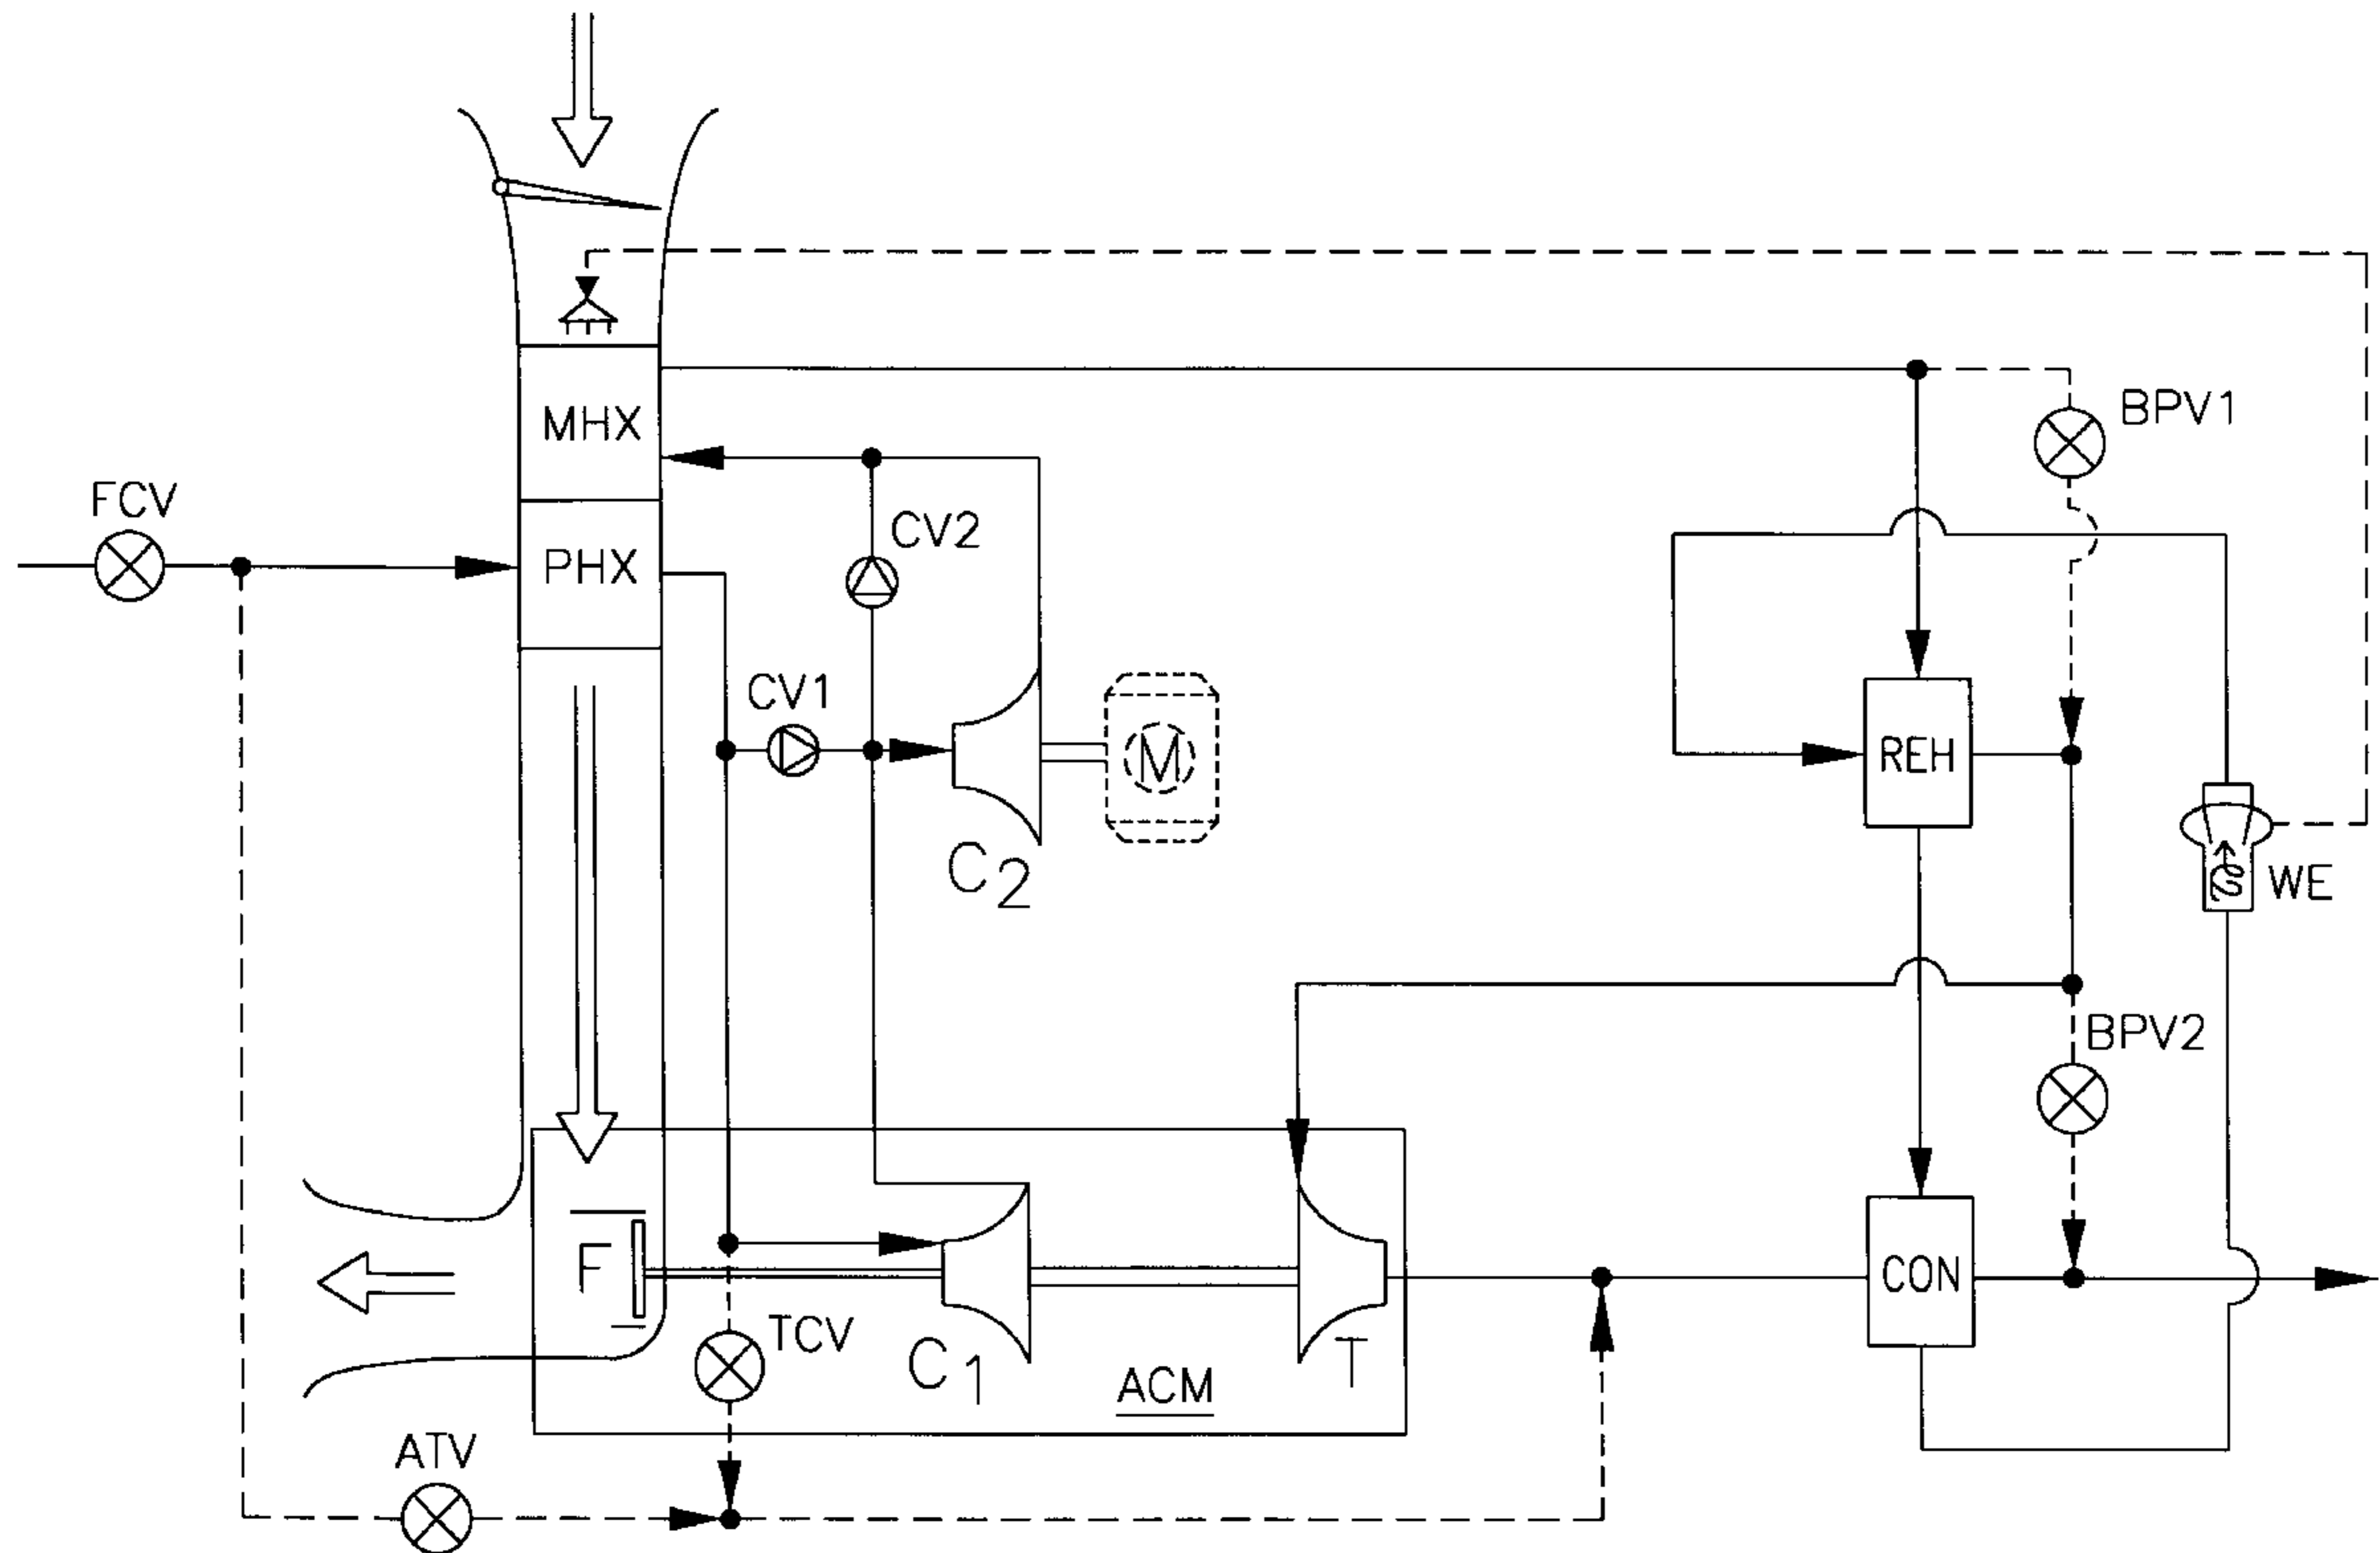 MHX
BPV1
FCV
CV2
PHX
CV1
M
REH
C2
WE
BPV2
F
CON
TCV
C1
T
ACM
ATV